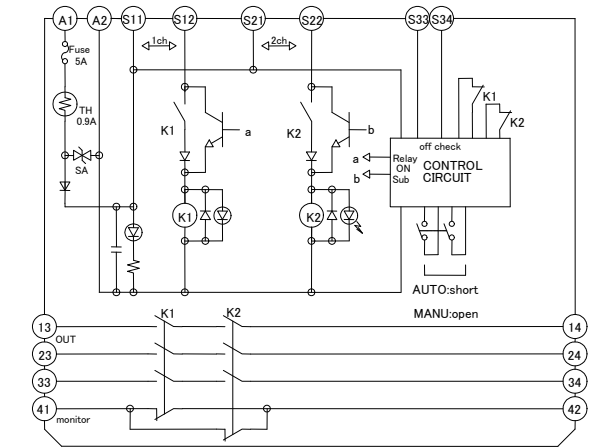 A1 A2 S11 S12 S21 S22 S33 S34
1ch 2ch
Fuse
5A
K1
K2
TH
0.9A
K1 a K2 b
off check
a Relay CONTROL
ON CIRCUIT
b Sub
SA
K1 K2
AUTO:short
MANU:open
K1 K2
13 14
OUT
23 24
33 34
41 42
monitor